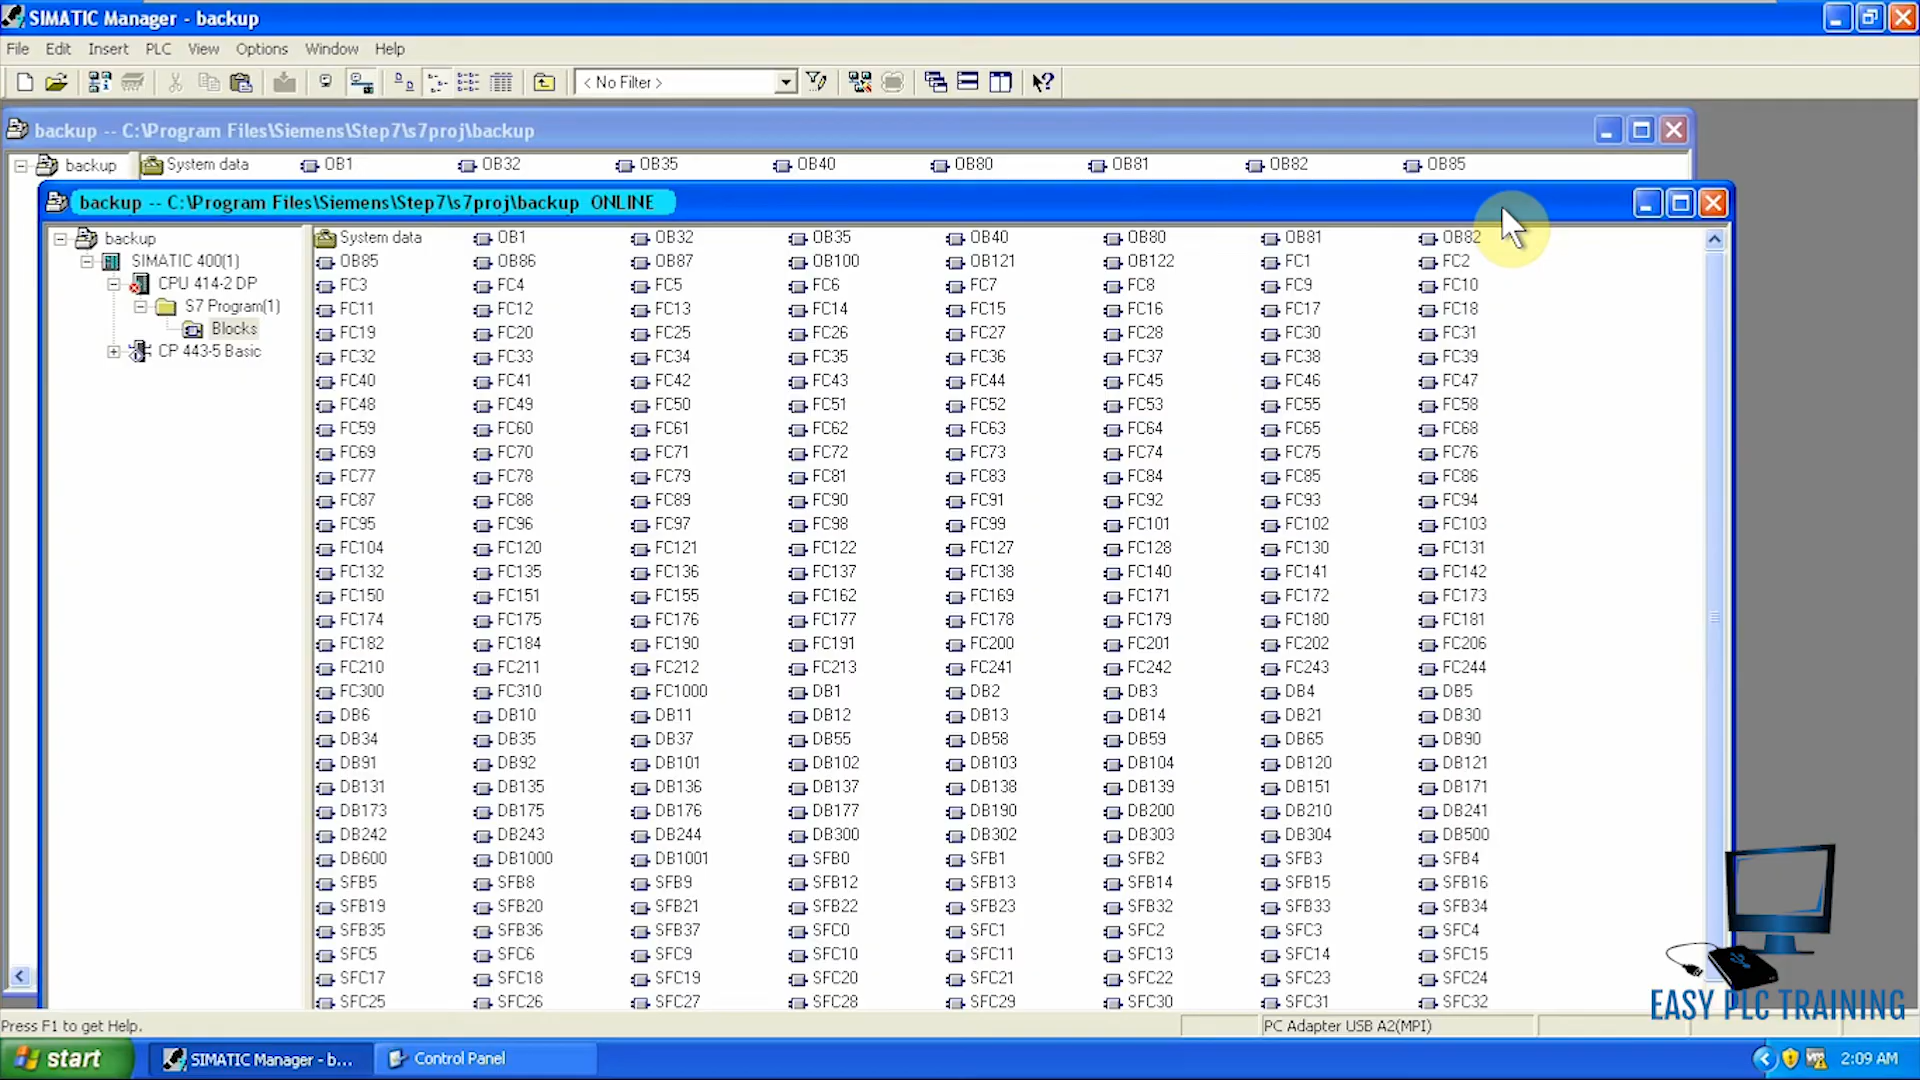 SIMATIC Manager - backup
File Edit Insert PLC View Options Window Help
< No Filter >
backup -- C:\Program Files\Siemens\Step7\s7proj\backup
backup System data OB1 OB32 OB35 OB40 OB80 OB81 OB82 OB85
backup -- C:\Program Files\Siemens\Step7\s7proj\backup ONLINE
backup
SIMATIC 400(1)
CPU 414-2 DP
S7 Program(1)
Blocks
CP 443-5 Basic
System data OB1 OB32 OB35 OB40 OB80 OB81 OB82
OB85 OB86 OB87 OB100 OB121 OB122 FC1 FC2
FC3 FC4 FC5 FC6 FC7 FC8 FC9 FC10
FC11 FC12 FC13 FC14 FC15 FC16 FC17 FC18
FC19 FC20 FC25 FC26 FC27 FC28 FC30 FC31
FC32 FC33 FC34 FC35 FC36 FC37 FC38 FC39
FC40 FC41 FC42 FC43 FC44 FC45 FC46 FC47
FC48 FC49 FC50 FC51 FC52 FC53 FC55 FC58
FC59 FC60 FC61 FC62 FC63 FC64 FC65 FC68
FC69 FC70 FC71 FC72 FC73 FC74 FC75 FC76
FC77 FC78 FC79 FC81 FC83 FC84 FC85 FC86
FC87 FC88 FC89 FC90 FC91 FC92 FC93 FC94
FC95 FC96 FC97 FC98 FC99 FC101 FC102 FC103
FC104 FC120 FC121 FC122 FC127 FC128 FC130 FC131
FC132 FC135 FC136 FC137 FC138 FC140 FC141 FC142
FC150 FC151 FC155 FC162 FC169 FC171 FC172 FC173
FC174 FC175 FC176 FC177 FC178 FC179 FC180 FC181
FC182 FC184 FC190 FC191 FC200 FC201 FC202 FC206
FC210 FC211 FC212 FC213 FC241 FC242 FC243 FC244
FC300 FC310 FC1000 DB1 DB2 DB3 DB4 DB5
DB6 DB10 DB11 DB12 DB13 DB14 DB21 DB30
DB34 DB35 DB37 DB55 DB58 DB59 DB65 DB90
DB91 DB92 DB101 DB102 DB103 DB104 DB120 DB121
DB131 DB135 DB136 DB137 DB138 DB139 DB151 DB171
DB173 DB175 DB176 DB177 DB190 DB200 DB210 DB241
DB242 DB243 DB244 DB300 DB302 DB303 DB304 DB500
DB600 DB1000 DB1001 SFB0 SFB1 SFB2 SFB3 SFB4
SFB5 SFB8 SFB9 SFB12 SFB13 SFB14 SFB15 SFB16
SFB19 SFB20 SFB21 SFB22 SFB23 SFB32 SFB33 SFB34
SFB35 SFB36 SFB37 SFC0 SFC1 SFC2 SFC3 SFC4
SFC5 SFC6 SFC9 SFC10 SFC11 SFC13 SFC14 SFC15
SFC17 SFC18 SFC19 SFC20 SFC21 SFC22 SFC23 SFC24
SFC25 SFC26 SFC27 SFC28 SFC29 SFC30 SFC31 SFC32
EASY PLC TRAINING
Press F1 to get Help. PC Adapter USB A2(MPI)
start SIMATIC Manager - b... Control Panel 2:09 AM